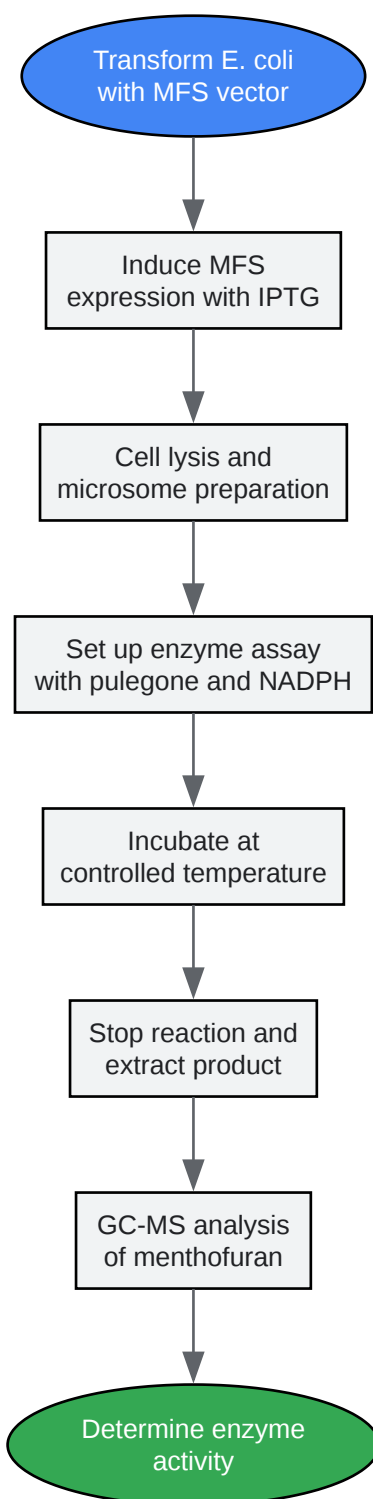 Transform E. coli
with MFS vector
Induce MFS
expression with IPTG
Cell lysis and
microsome preparation
Set up enzyme assay
with pulegone and NADPH
Incubate at
controlled temperature
Stop reaction and
extract product
GC-MS analysis
of menthofuran
Determine enzyme
activity